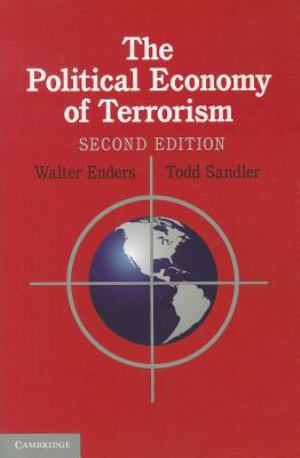 The
Political Economy
of Terrorism
SECOND EDITION
Walter Enders Todd Sandler
CAMBRIDGE